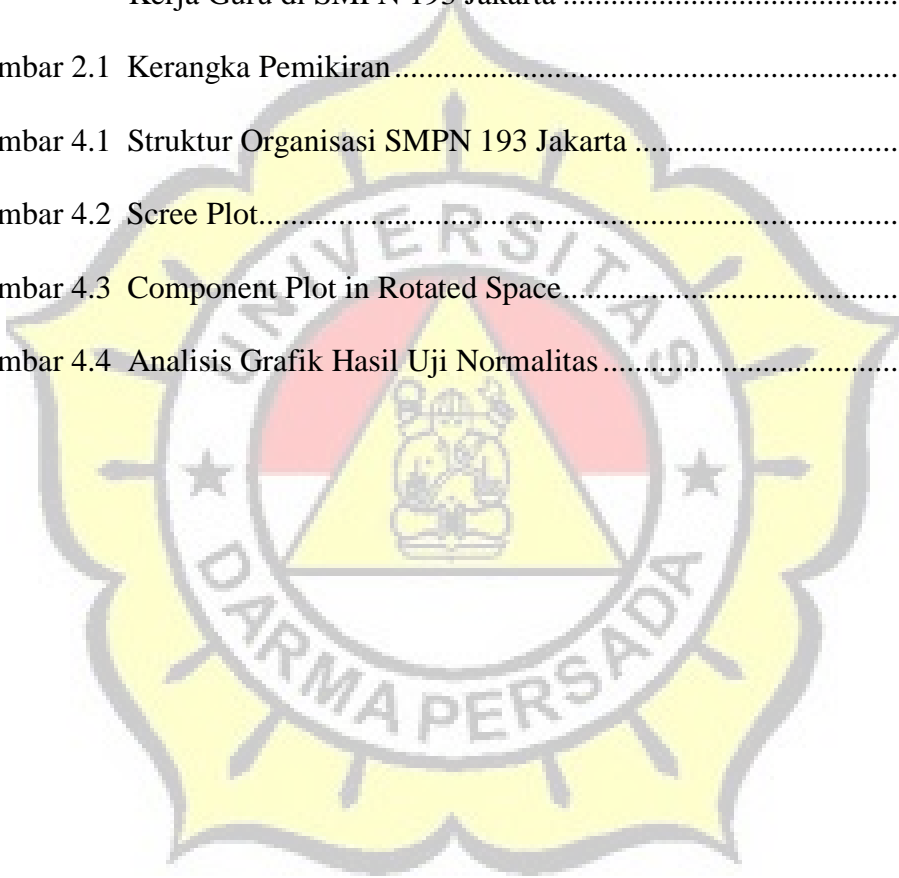 Kerja Guru di SMPN 193 Jakarta ..........................................
mbar 2.1 Kerangka Pemikiran..................................................................
mbar 4.1 Struktur Organisasi SMPN 193 Jakarta .................................
mbar 4.2 Scree Plot.....................................................................................
mbar 4.3 Component Plot in Rotated Space...........................................
mbar 4.4 Analisis Grafik Hasil Uji Normalitas......................................
UNIVERSITAS
DARMA PERSADA